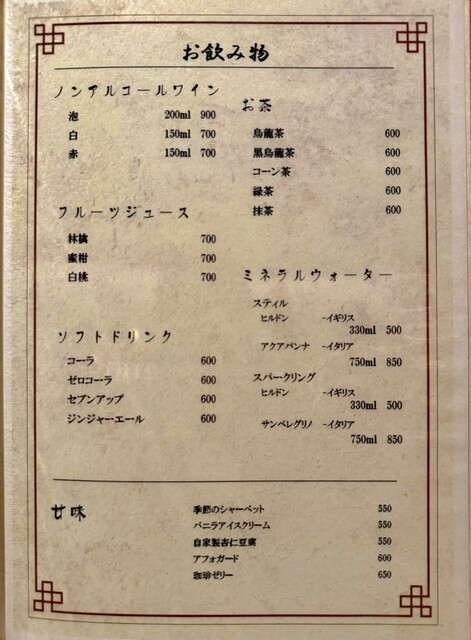 お飲み物
ノンアルコールワイン
泡 200ml 900
白 150ml 700
赤 150ml 700
フルーツジュース
林檎 700
蜜柑 700
白桃 700
ソフトドリンク
コーラ 600
ゼロコーラ 600
セブンアップ 600
ジンジャーエール 600
お茶
烏龍茶 600
黒烏龍茶 600
コーン茶 600
緑茶 600
抹茶 600
ミネラルウォーター
スティル
ヒルドン ~イギリス
330ml 500
アクアパンナ ~イタリア
750ml 850
スパークリング
ヒルドン ~イギリス
330ml 500
サンペレグリノ ~イタリア
750ml 850
甘味
季節のシャーベット 550
バニラアイスクリーム 550
自家製杏仁豆腐 550
アフォガード 600
珈琲ゼリー 650